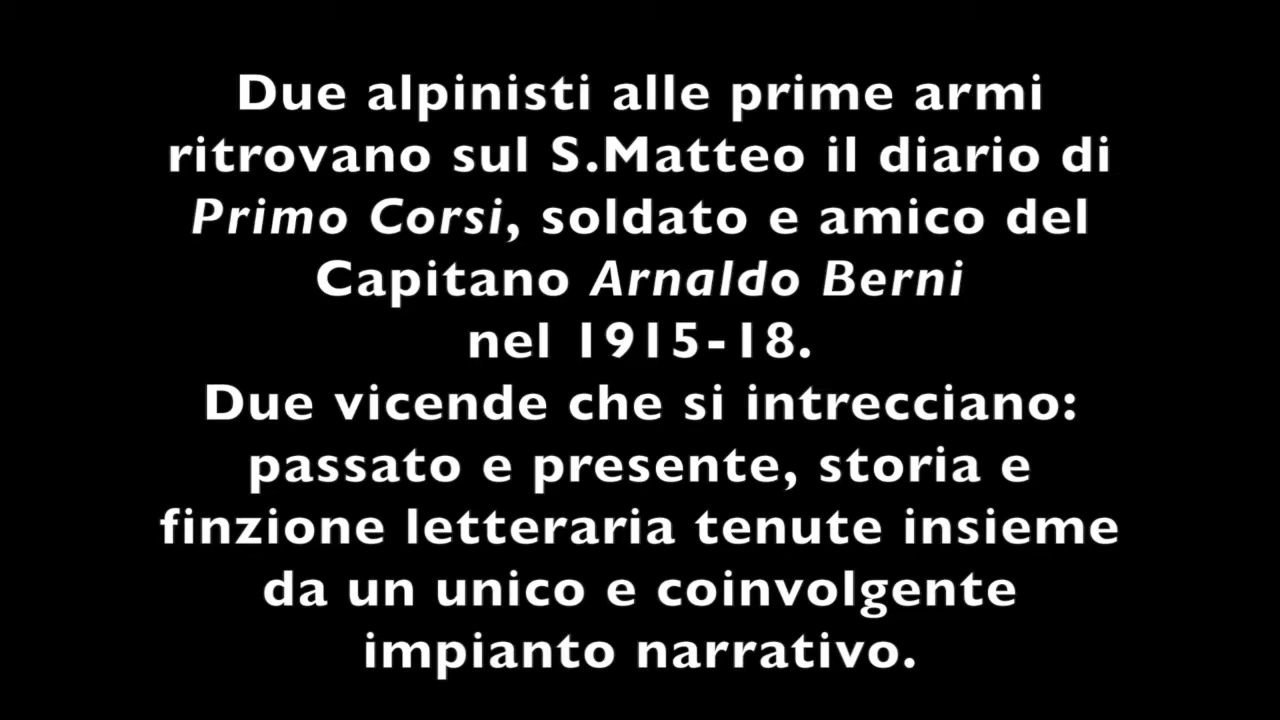 Due alpinisti alle prime armi
ritrovano sul S.Matteo il diario di
Primo Corsi, soldato e amico del
Capitano Arnaldo Berni
nel 1915-18.
Due vicende che si intrecciano:
passato e presente, storia e
finzione letteraria tenute insieme
da un unico e coinvolgente
impianto narrativo.